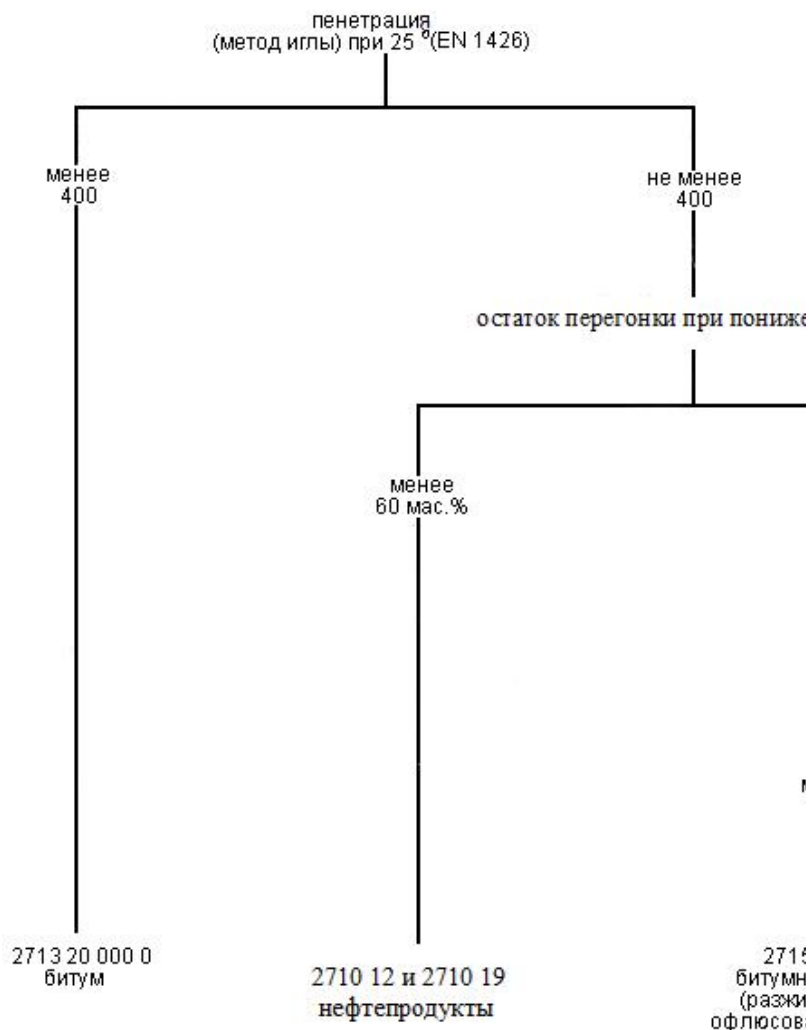 пенетрация
(метод иглы) при 25 °(EN 1426)
менее
400
не менее
400
остаток перегонки при
менее
60 мас.%
2713 20 000 0
битум
2710 12 и 2710 19
нефтепродукты
2715